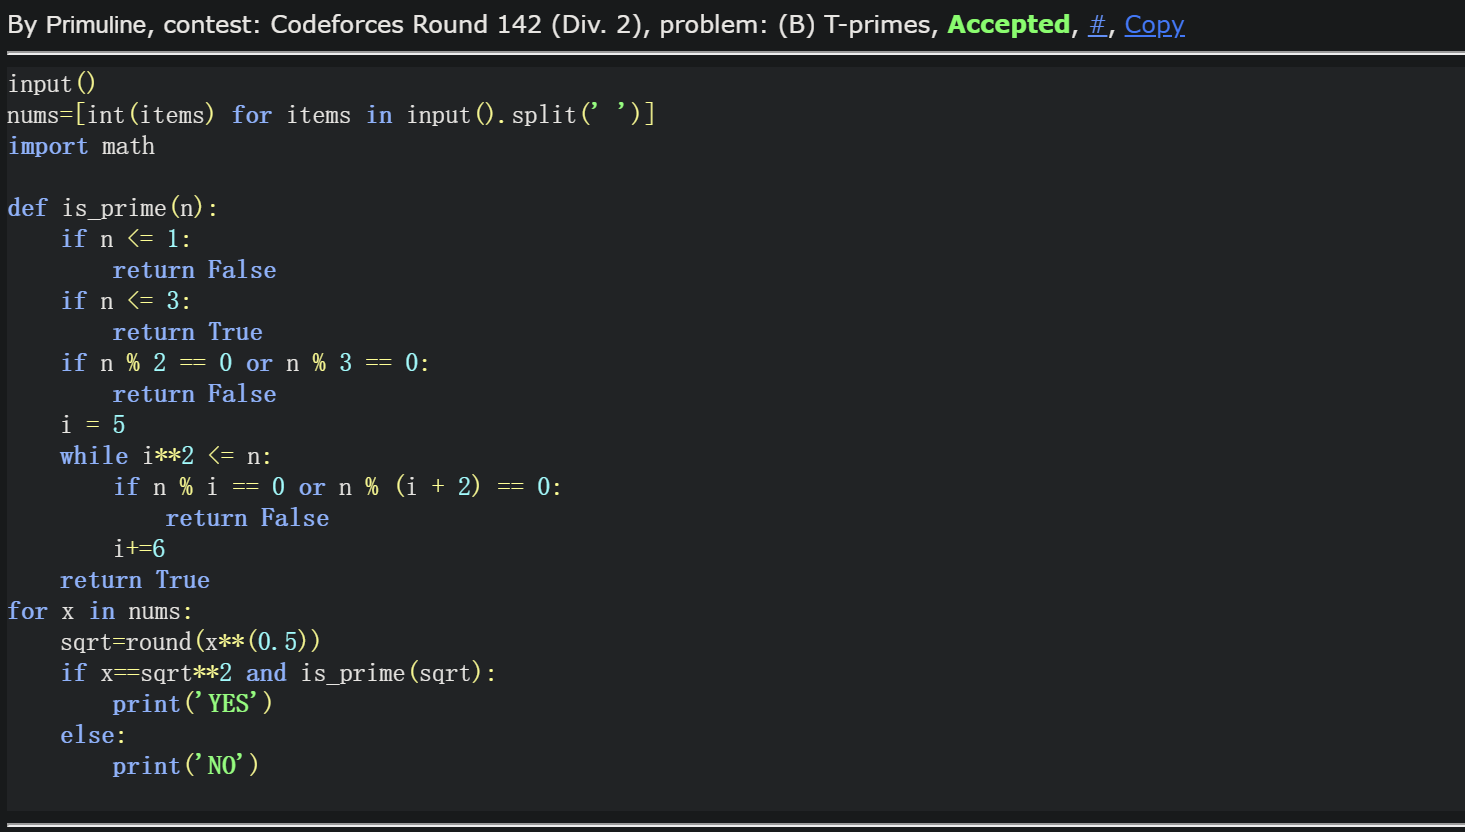 By Primuline, contest: Codeforces Round 142 (Div. 2), problem: (B) T-primes, Accepted, #, Copy
input()
nums=[int(items) for items in input().split(' ')]
import math
def is_prime(n):
    if n <= 1:
        return False
    if n <= 3:
        return True
    if n % 2 == 0 or n % 3 == 0:
        return False
    i = 5
    while i**2 <= n:
        if n % i == 0 or n % (i + 2) == 0:
            return False
        i+=6
    return True
for x in nums:
    sqrt=round(x**(0.5))
    if x==sqrt**2 and is_prime(sqrt):
        print('YES')
    else:
        print('NO')